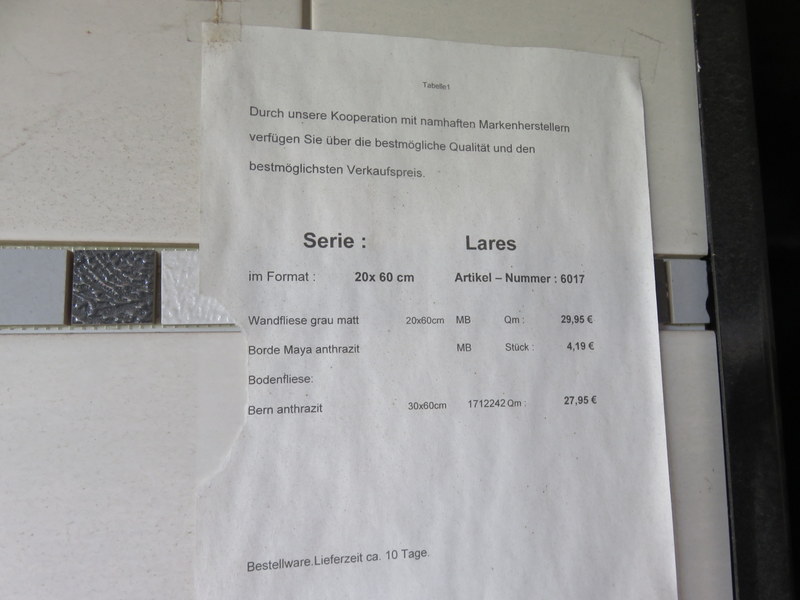 Tabelle1
Durch unsere Kooperation mit namhaften Markenherstellern
verfügen Sie über die bestmögliche Qualität und den
bestmöglichsten Verkaufspreis.
Serie : Lares
im Format : 20x 60 cm Artikel – Nummer : 6017
Wandfliese grau matt 20x60cm MB Qm : 29,95 €
Borde Maya anthrazit MB Stück : 4,19 €
Bodenfliese:
Bern anthrazit 30x60cm 1712242 Qm : 27,95 €
Bestellware.Lieferzeit ca. 10 Tage.